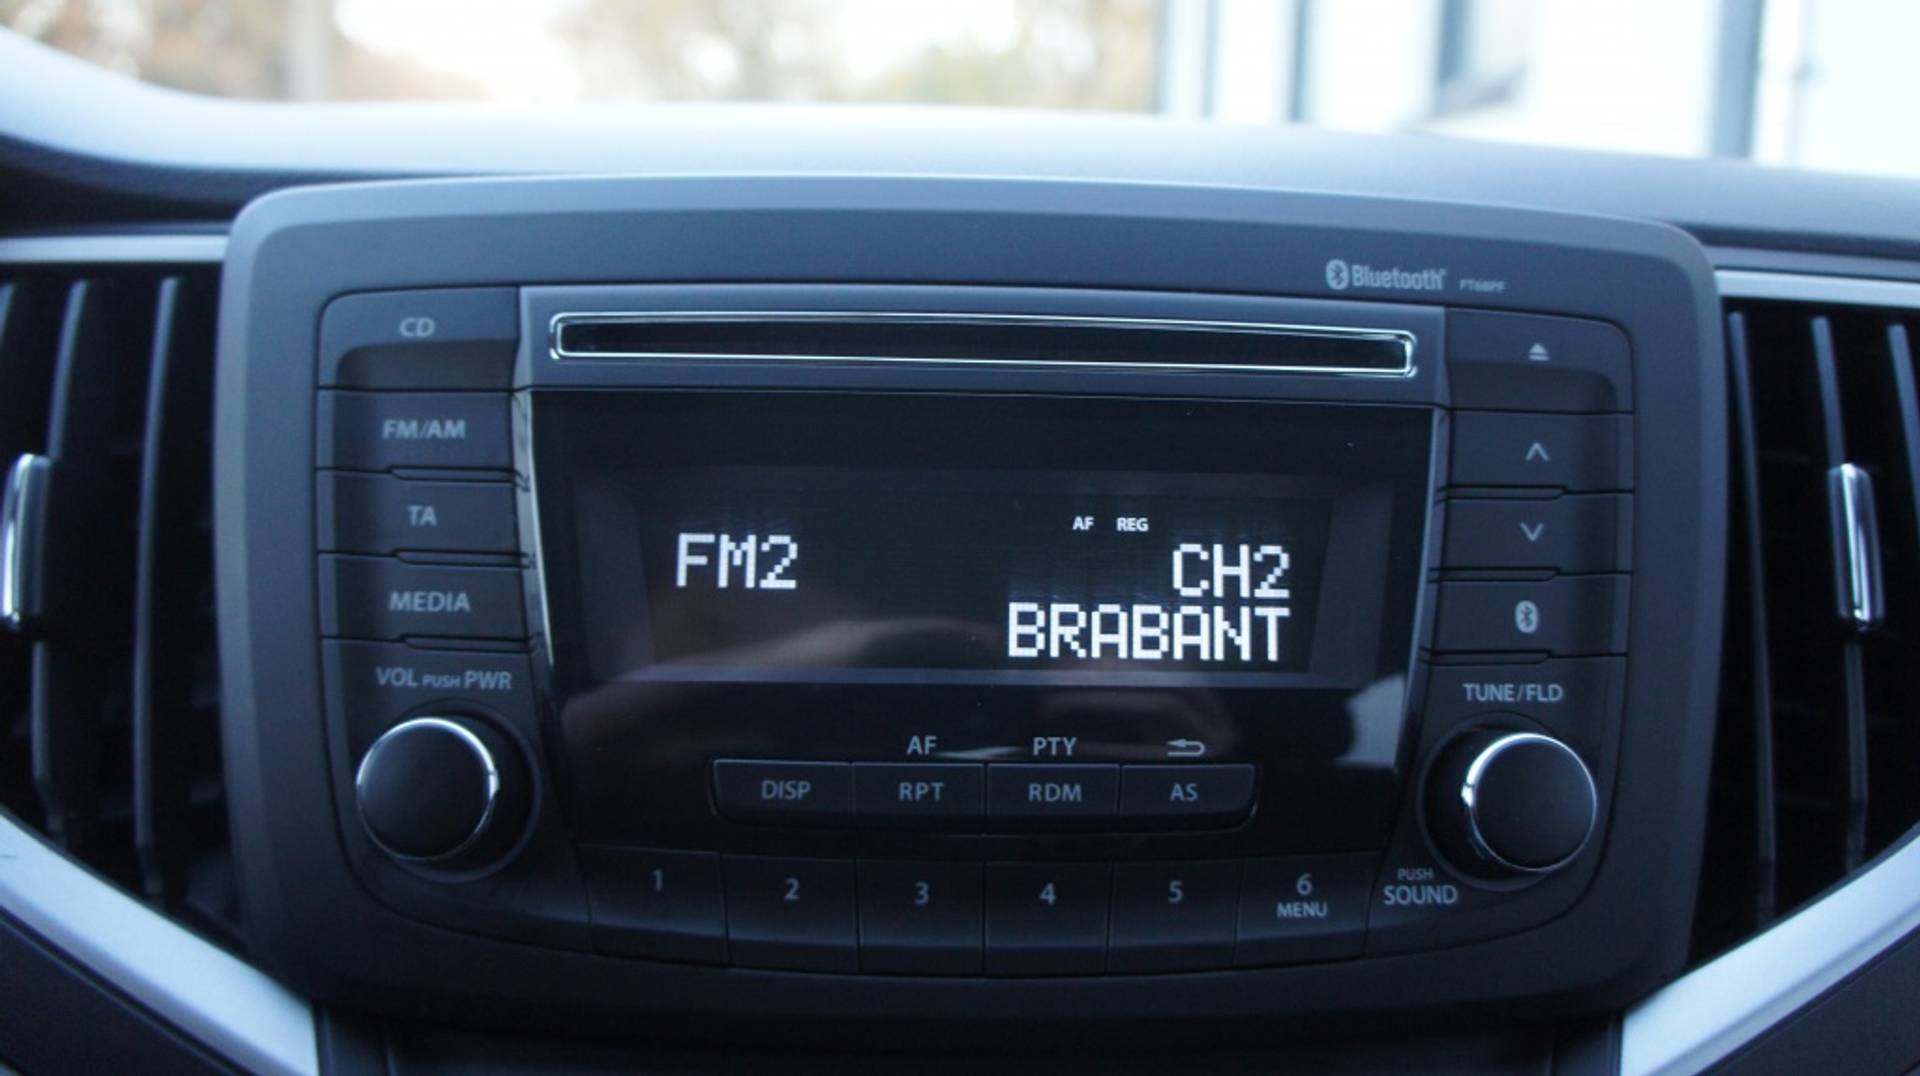 Bluetooth FT68PF
CD
FM/AM
TA
MEDIA
VOL PUSH PWR
AF REG
FM2 CH2
BRABANT
TUNE/FLD
AF PTY
DISP RPT RDM AS
1 2 3 4 5 6
MENU
PUSH
SOUND